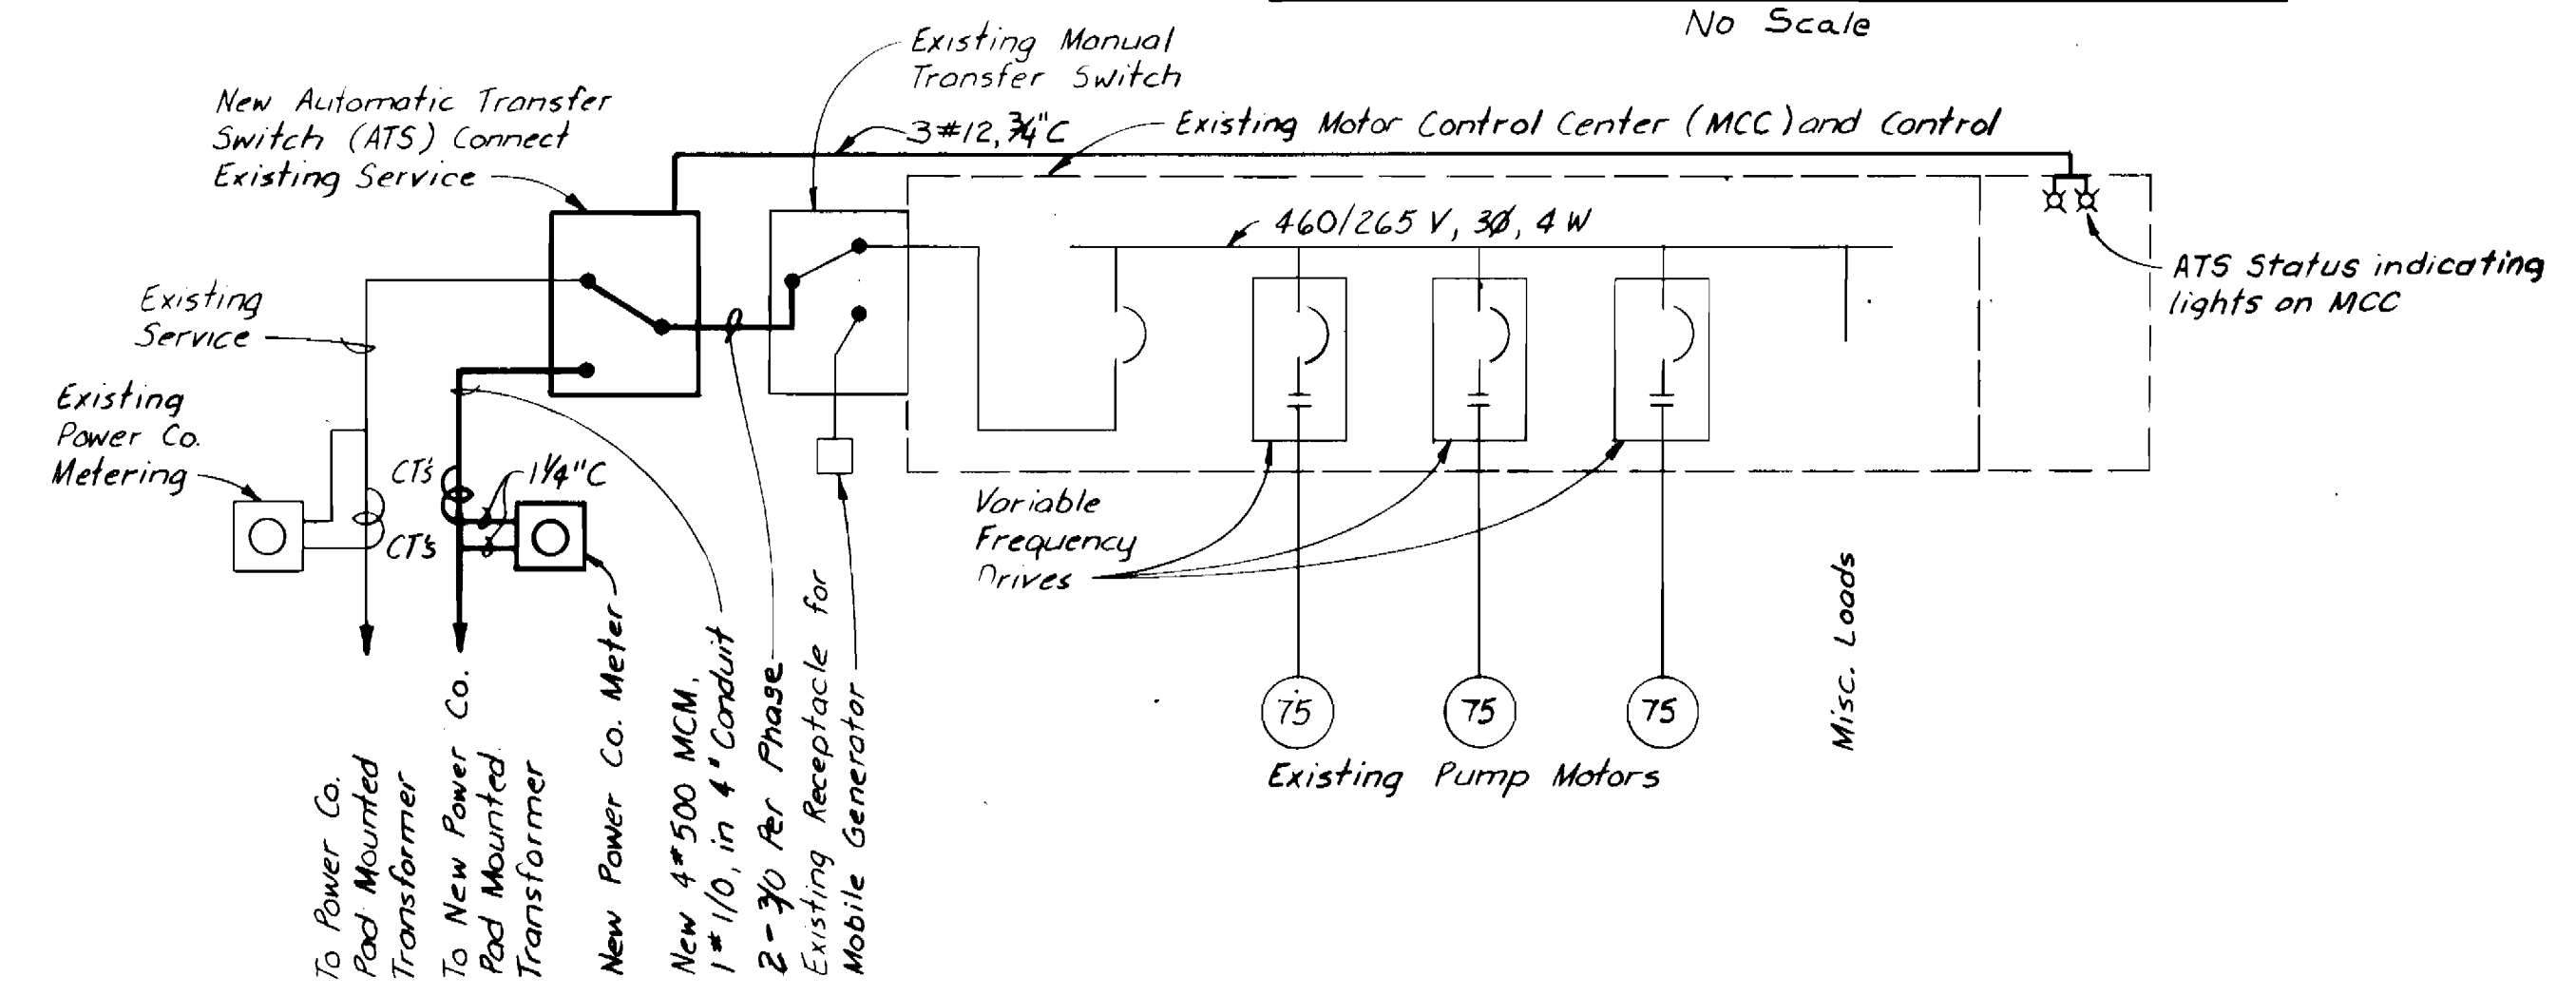 No Scale
Existing Manual
Transfer Switch
New Automatic Transfer
Switch (ATS) Connect
Existing Service
3#12, 3/4"C
Existing Motor Control Center (MCC) and Control
460/265 V, 3Ø, 4 W
ATS Status indicating
lights on MCC
Existing
Service
Existing
Power Co.
Metering
CT's
1 1/4"C
CT's
Variable
Frequency
Drives
75
75
75
Existing Pump Motors
Misc. Loads
To Power Co.
Pad Mounted
Transformer
To New Power Co.
Pad Mounted
Transformer
New Power Co. Meter
New 4#500 MCM,
1#1/0, in 4" Conduit
2-3/0 Per Phase
Existing Receptacle for
Mobile Generator